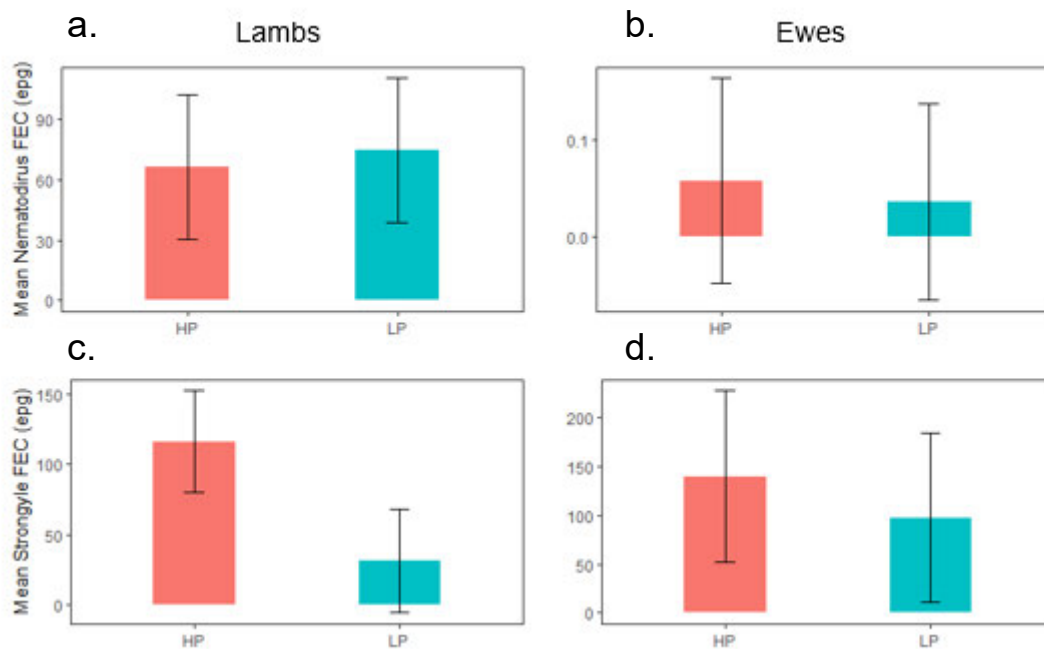 a.
Lambs
b.
Ewes
Mean Nematodirus FEC (epg)
90
60
30
0
HP
LP
0.1
0.0
HP
LP
c.
d.
Mean Strongyle FEC (epg)
150
100
50
0
HP
LP
200
150
100
50
0
HP
LP